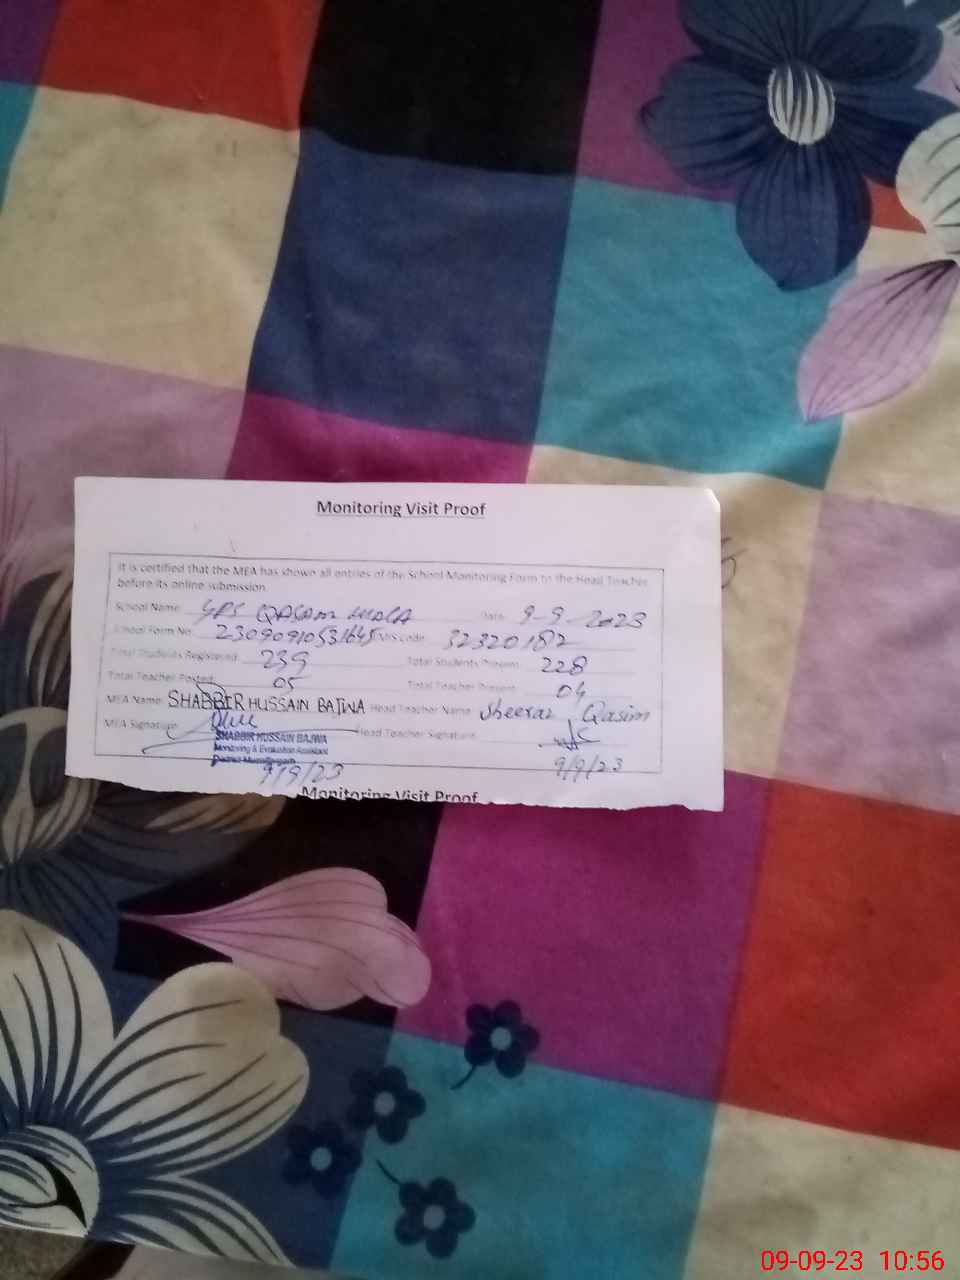 Monitoring Visit Proof
It is certified that the MEA has shown all entries of the School Monitoring Form to the Head Teacher
before its online submission.
School Name: GPS QASAM Date: 9-9-2023
School Form No: 23090910531645 EMIS Code: 32320182
Total Students Registered: 239 Total Students Present: 228
Total Teacher Posted: 05 Total Teacher Present: 04
MEA Name: SHABBIR HUSSAIN BAJWA Head Teacher Name: Sheeraz Qasim
MEA Signature: Head Teacher Signature:
SHABBIR HUSSAIN BAJWA
Monitoring & Evaluation Assistant
District Muzaffargarh
9/9/23 9/9/23
Monitoring Visit Proof
09-09-23 10:56